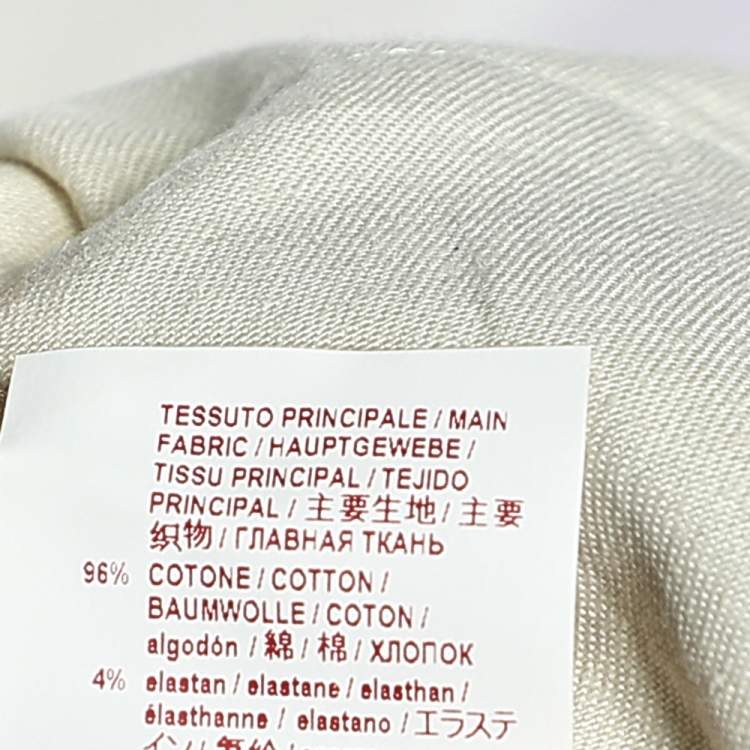 TESSUTO PRINCIPALE / MAIN
FABRIC / HAUPTGEWEBE /
TISSU PRINCIPAL / TEJIDO
PRINCIPAL / 主要生地 / 主要
织物 / ГЛАВНАЯ ТКАНЬ
96% COTONE / COTTON /
BAUMWOLLE / COTON /
algodón / 綿 / 棉 / ХЛОПОК
4% elastan / elastane / elasthan /
élasthanne / elastano / エラステ
イン /